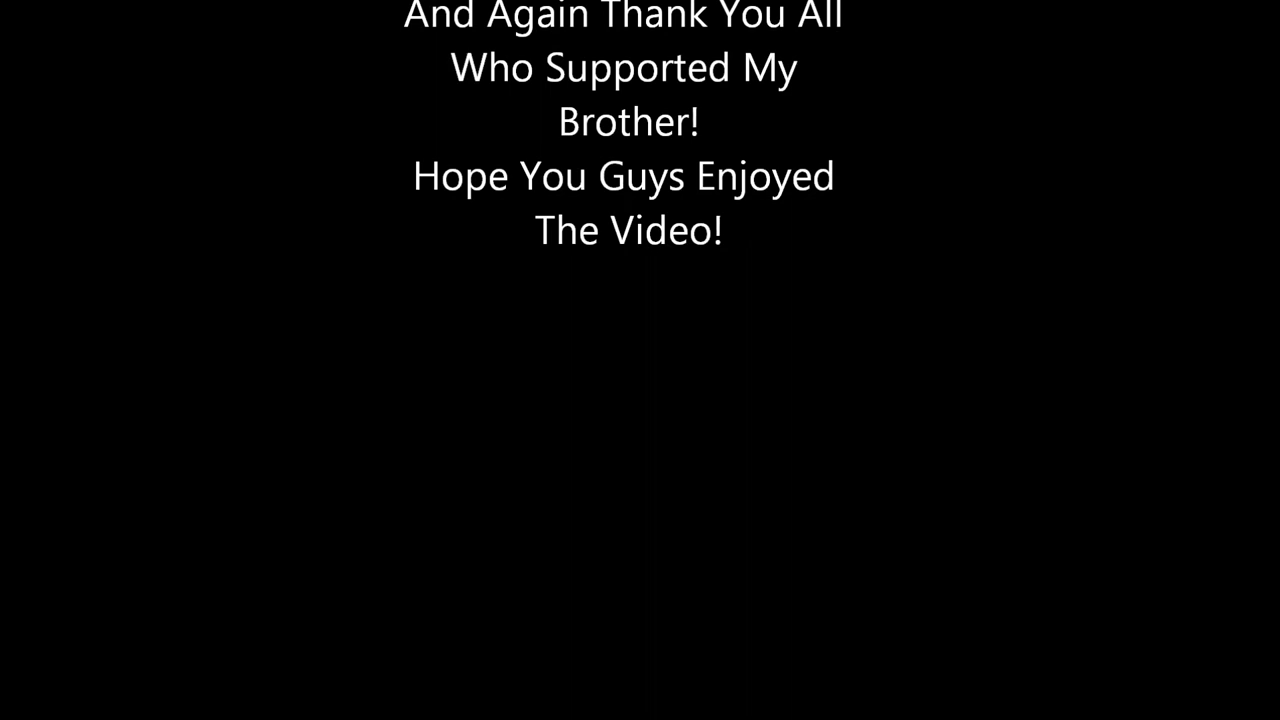 And Again Thank You All
Who Supported My
Brother!
Hope You Guys Enjoyed
The Video!